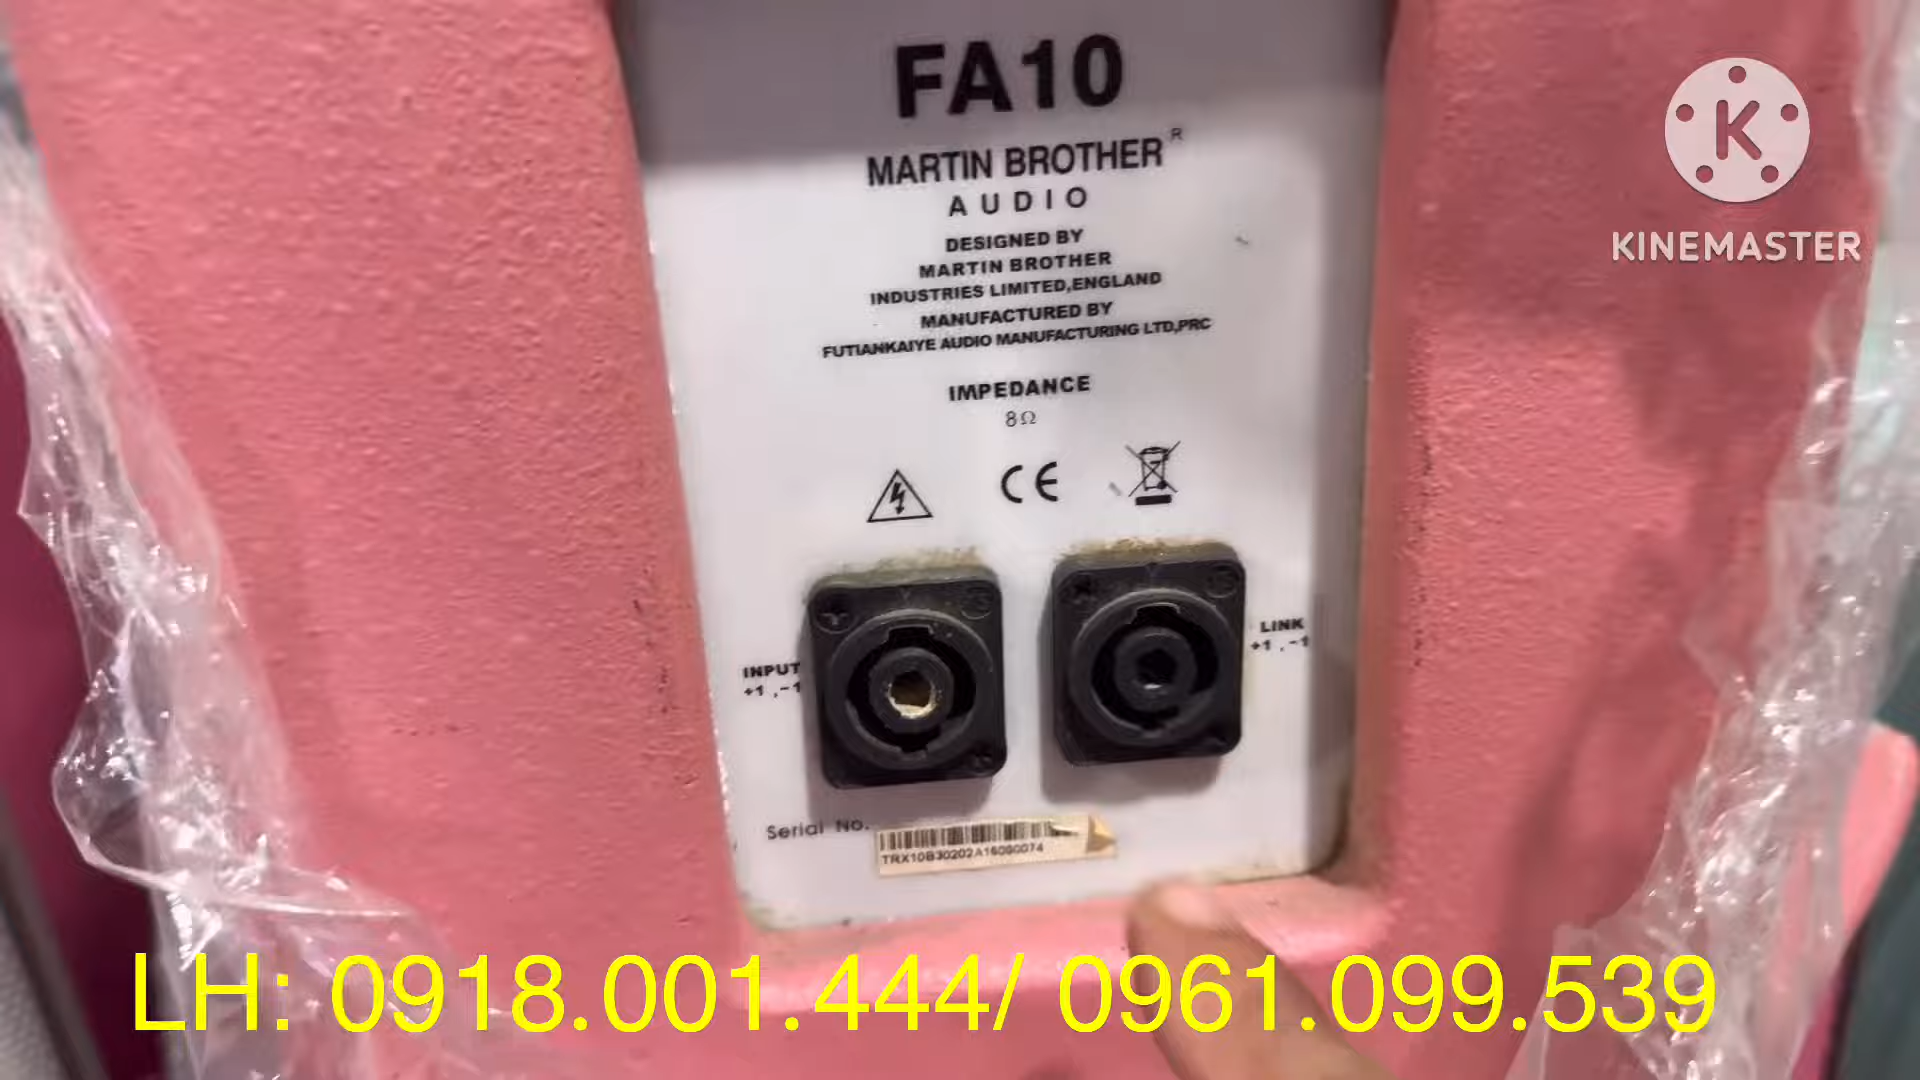 FA10
MARTIN BROTHER R
AUDIO
DESIGNED BY
MARTIN BROTHER
INDUSTRIES LIMITED,ENGLAND
MANUFACTURED BY
FUTIANKAIYE AUDIO MANUFACTURING LTD,PRC
IMPEDANCE
8Ω
CE
INPUT
+1 ,-1
LINK
+1 ,-1
Serial No.
TRX10B30202A16090074
K
KINEMASTER
LH: 0918.001.444/ 0961.099.539